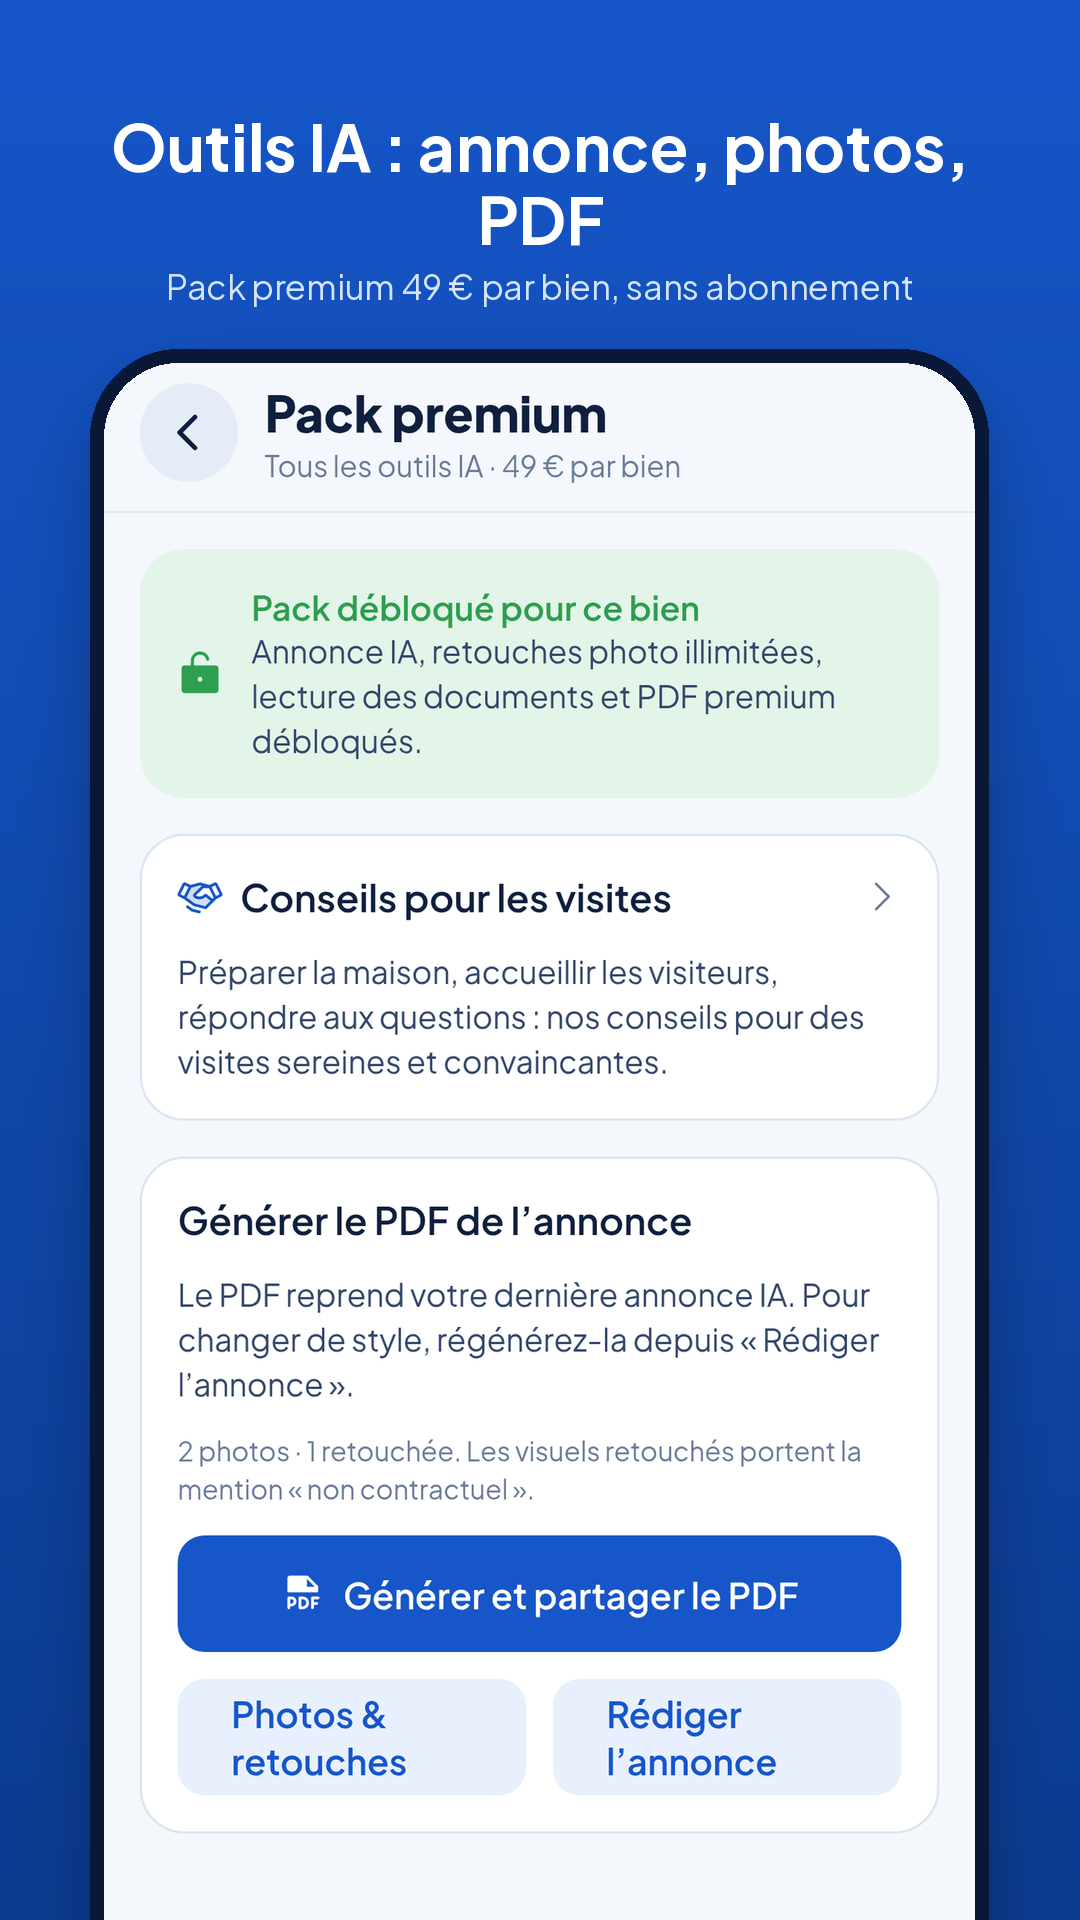 Outils IA : annonce, photos,
PDF
Pack premium 49 € par bien, sans abonnement
Pack premium
Tous les outils IA · 49 € par bien
Pack débloqué pour ce bien
Annonce IA, retouches photo illimitées,
lecture des documents et PDF premium
débloqués.
Conseils pour les visites
Préparer la maison, accueillir les visiteurs,
répondre aux questions : nos conseils pour des
visites sereines et convaincantes.
Générer le PDF de l’annonce
Le PDF reprend votre dernière annonce IA. Pour
changer de style, régénérez-la depuis « Rédiger
l’annonce ».
2 photos · 1 retouchée. Les visuels retouchés portent la
mention « non contractuel ».
PDF Générer et partager le PDF
Photos &
retouches
Rédiger
l’annonce